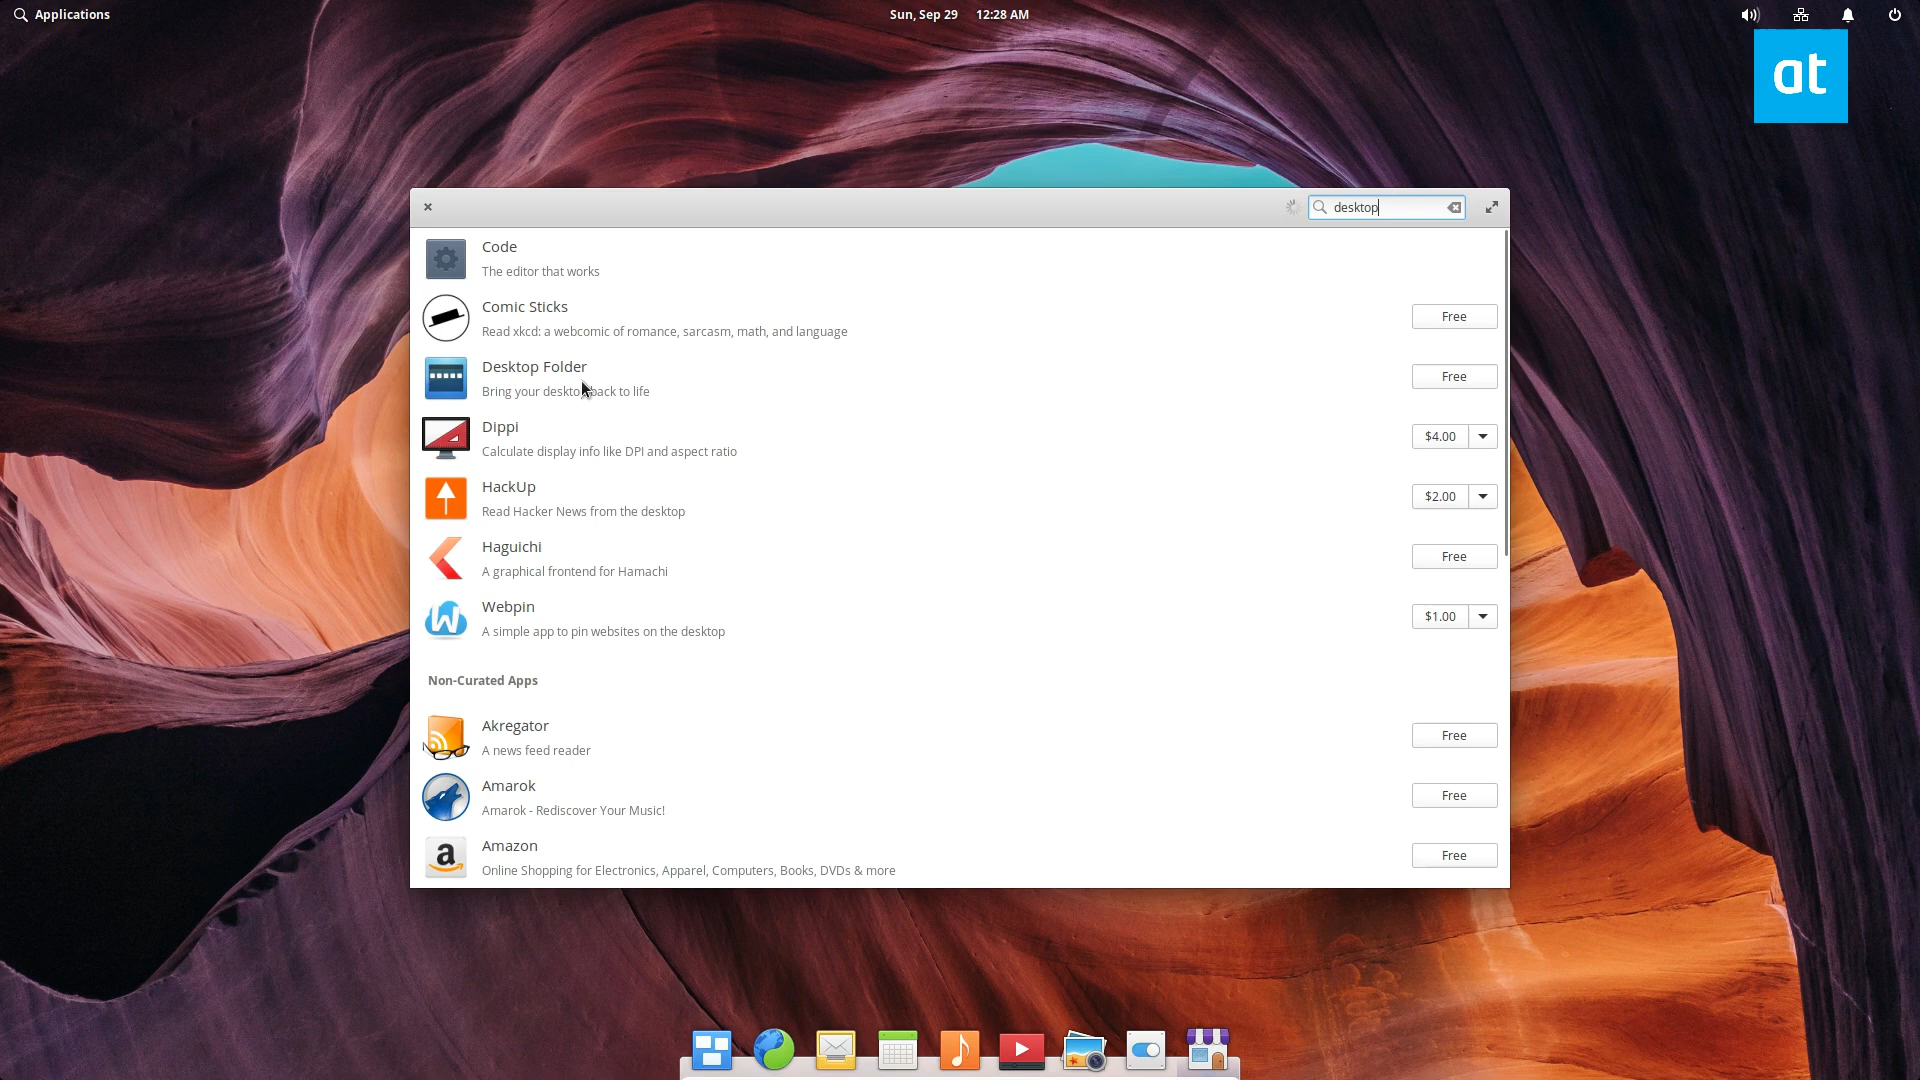 Applications
Sun, Sep 29 12:28 AM
at
desktop
Code
The editor that works
Comic Sticks
Read xkcd: a webcomic of romance, sarcasm, math, and language
Free
Desktop Folder
Bring your deskto back to life
Free
Dippi
Calculate display info like DPI and aspect ratio
$4.00
HackUp
Read Hacker News from the desktop
$2.00
Haguichi
A graphical frontend for Hamachi
Free
Webpin
A simple app to pin websites on the desktop
$1.00
Non-Curated Apps
Akregator
A news feed reader
Free
Amarok
Amarok - Rediscover Your Music!
Free
Amazon
Online Shopping for Electronics, Apparel, Computers, Books, DVDs & more
Free